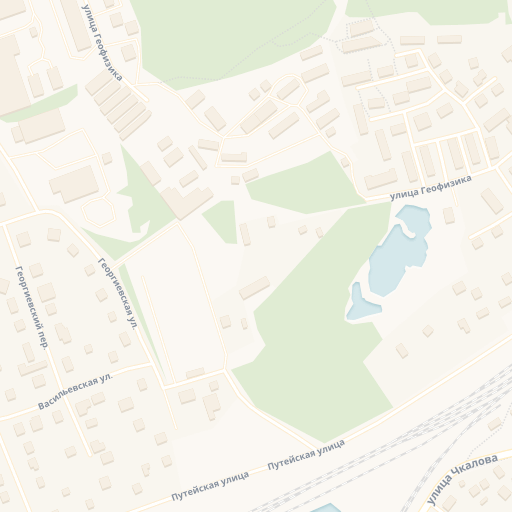 улица Геофизика
улица Геофизика
Георгиевская ул.
Георгиевский пер.
Васильевская ул.
Путейская улица
Путейская улица
улица Чкалова